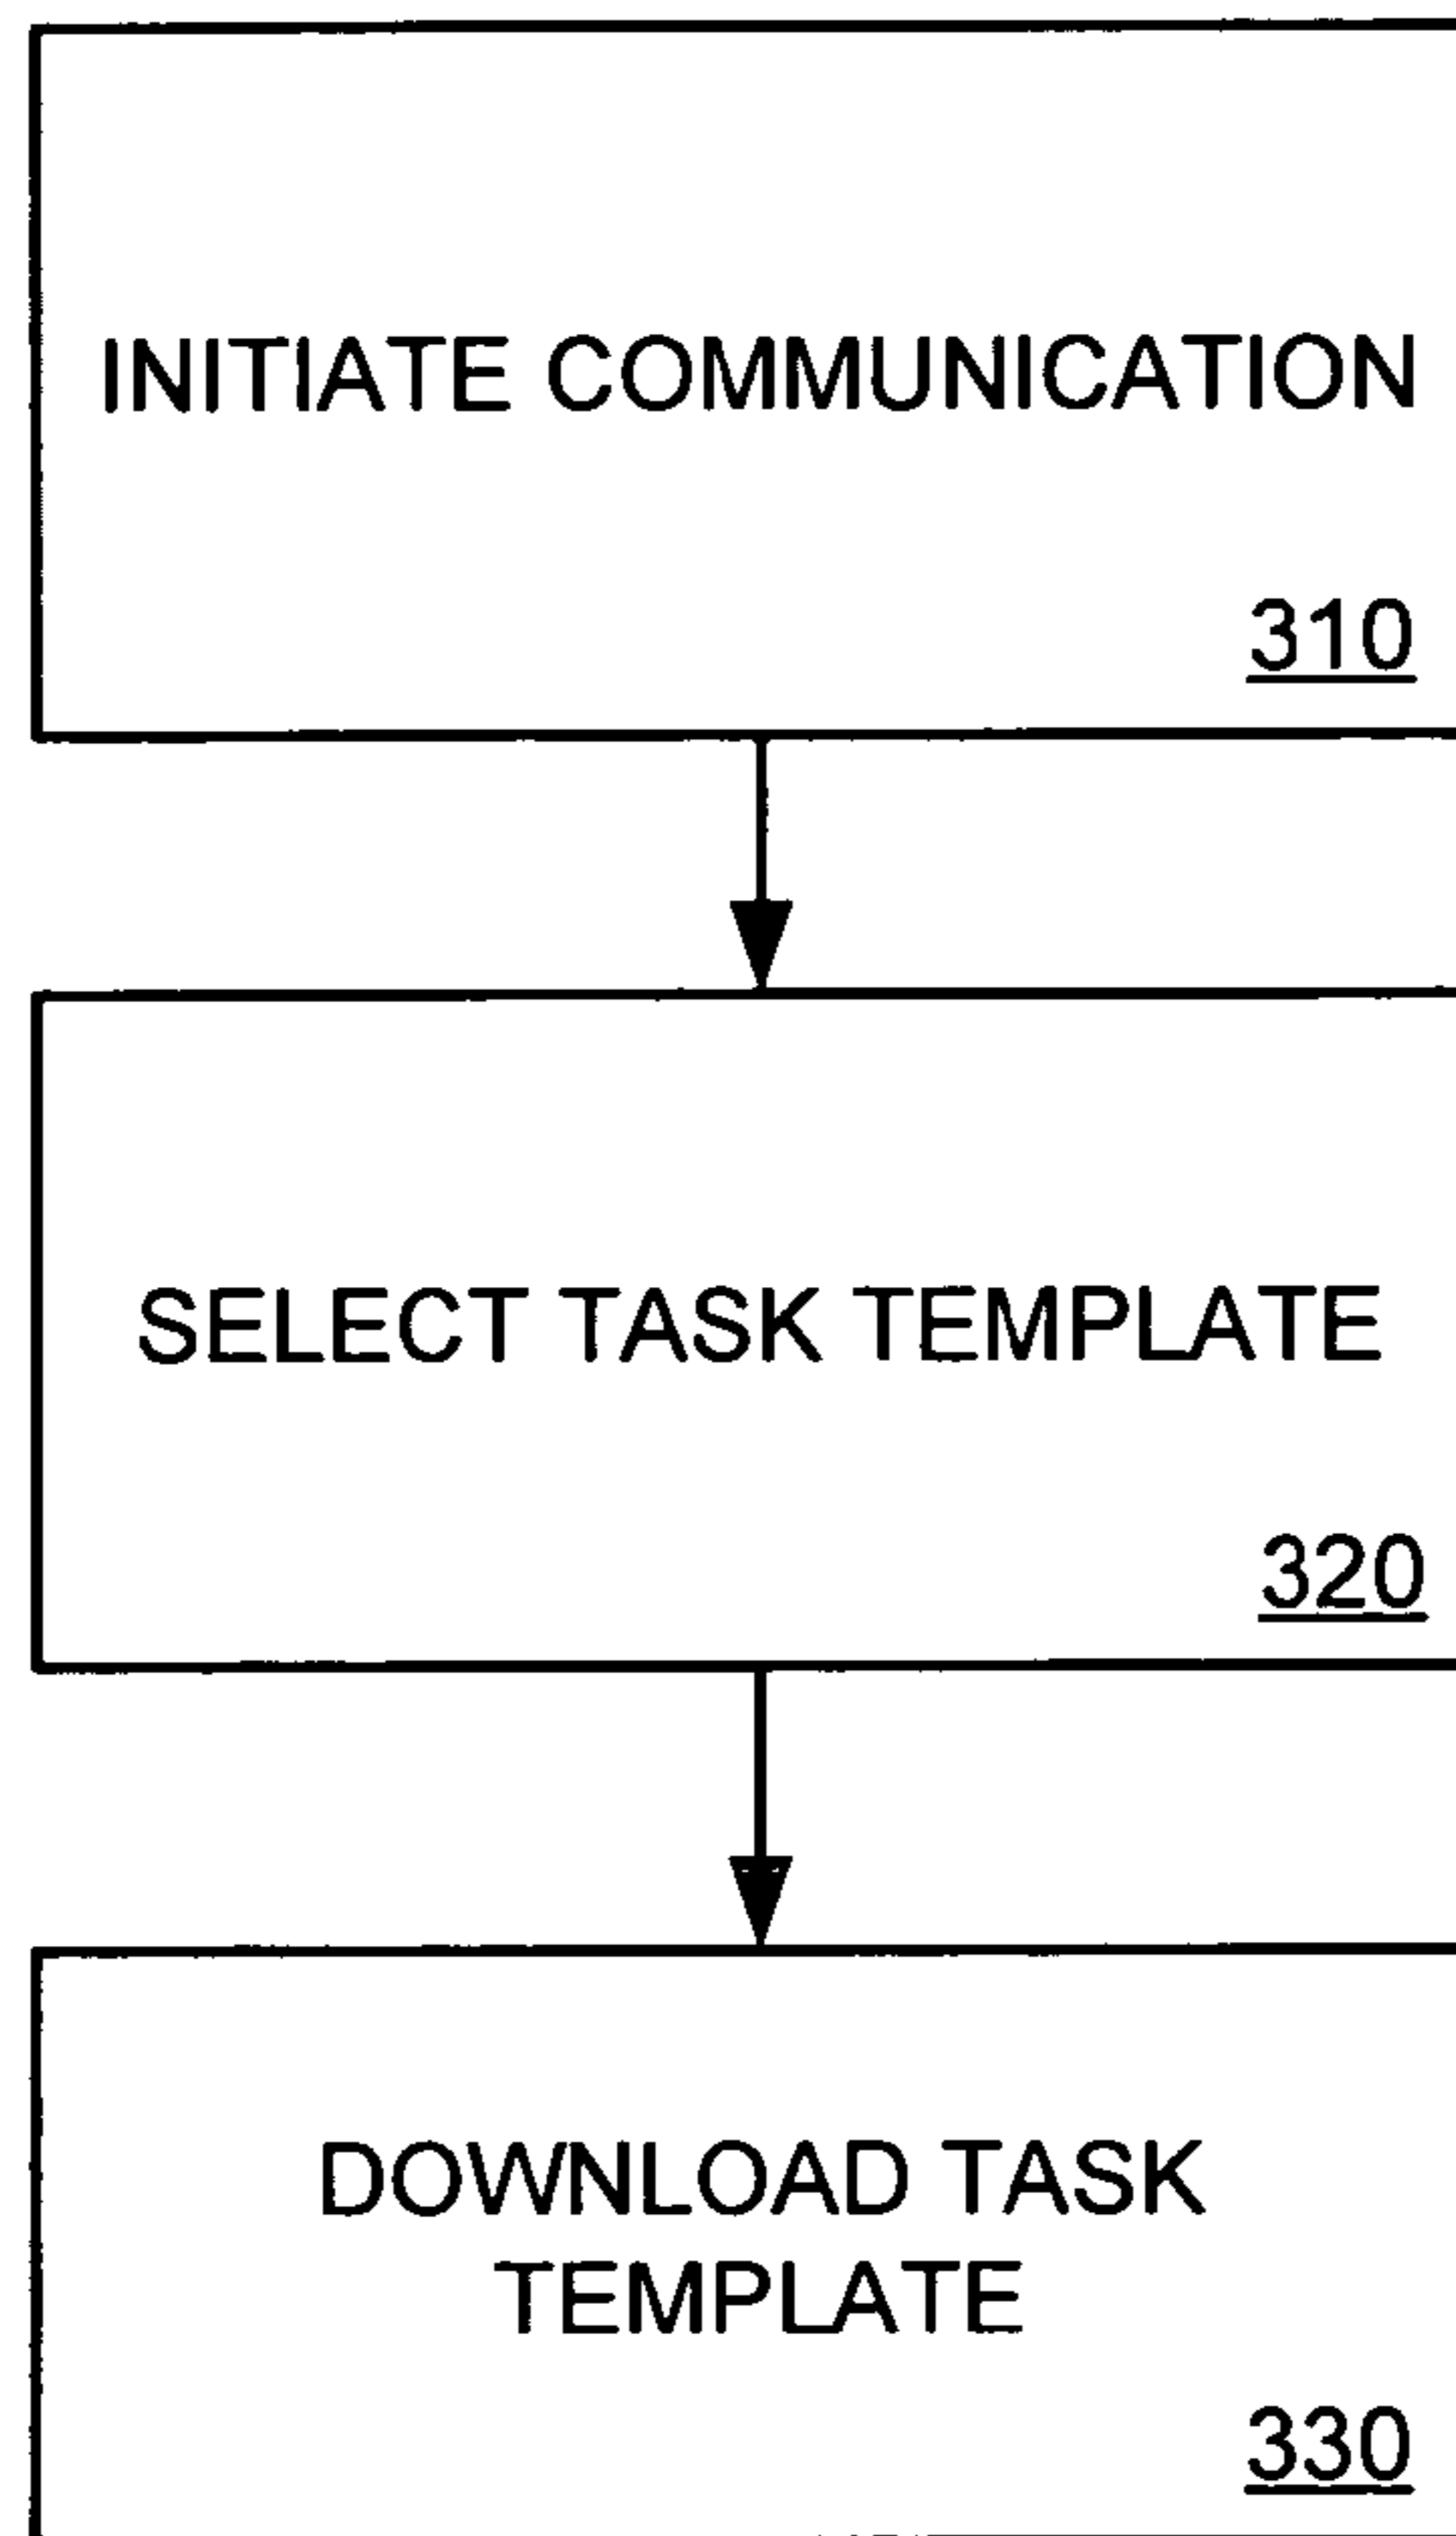 INITIATE COMMUNICATION
310
SELECT TASK TEMPLATE
320
DOWNLOAD TASK
TEMPLATE
330